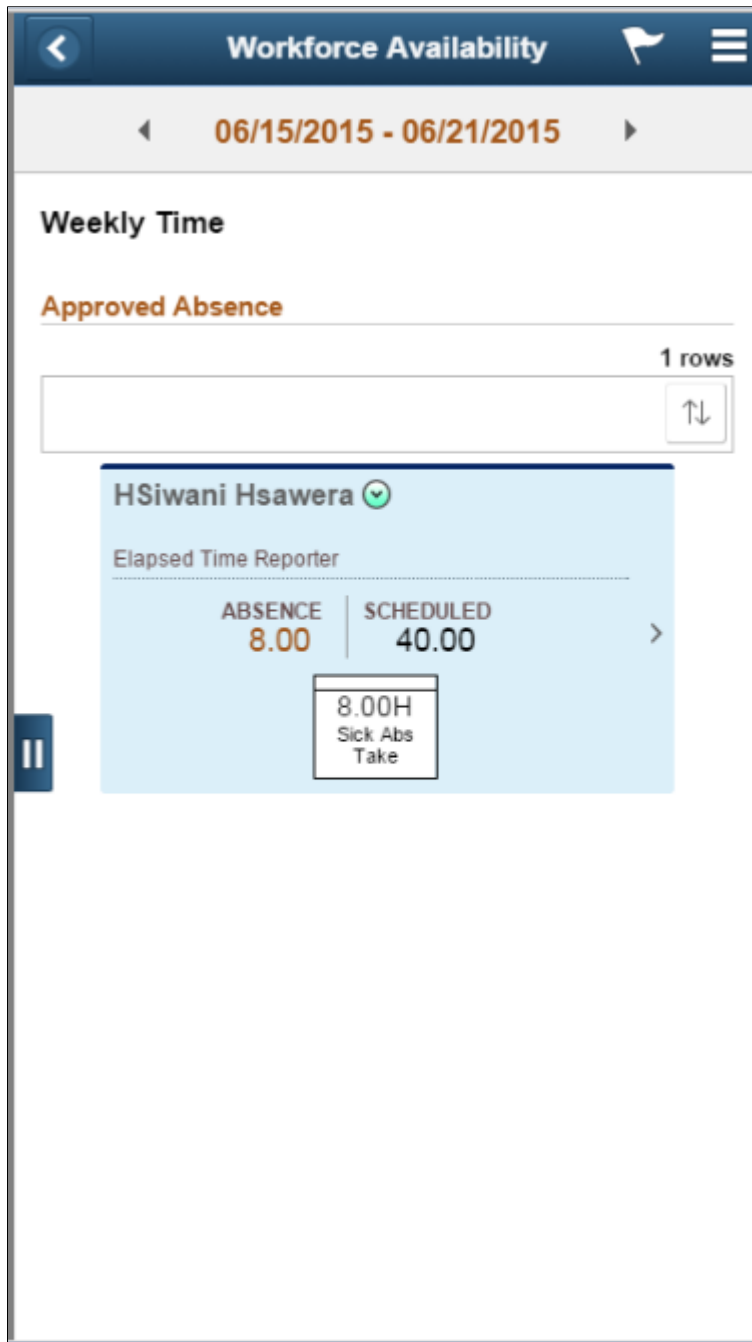 Workforce Availability
06/15/2015 - 06/21/2015
Weekly Time
Approved Absence
1 rows
HSiwani Hsawera
Elapsed Time Reporter
ABSENCE SCHEDULED
8.00 40.00
8.00H
Sick Abs
Take